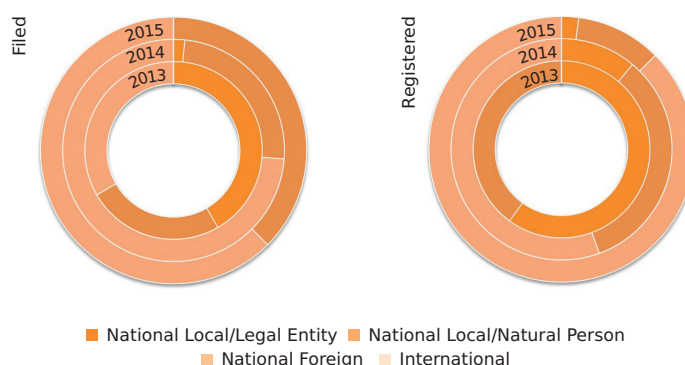 Filed
2015
2014
2013
Registered
2015
2014
2013
National Local/Legal Entity National Local/Natural Person
National Foreign International